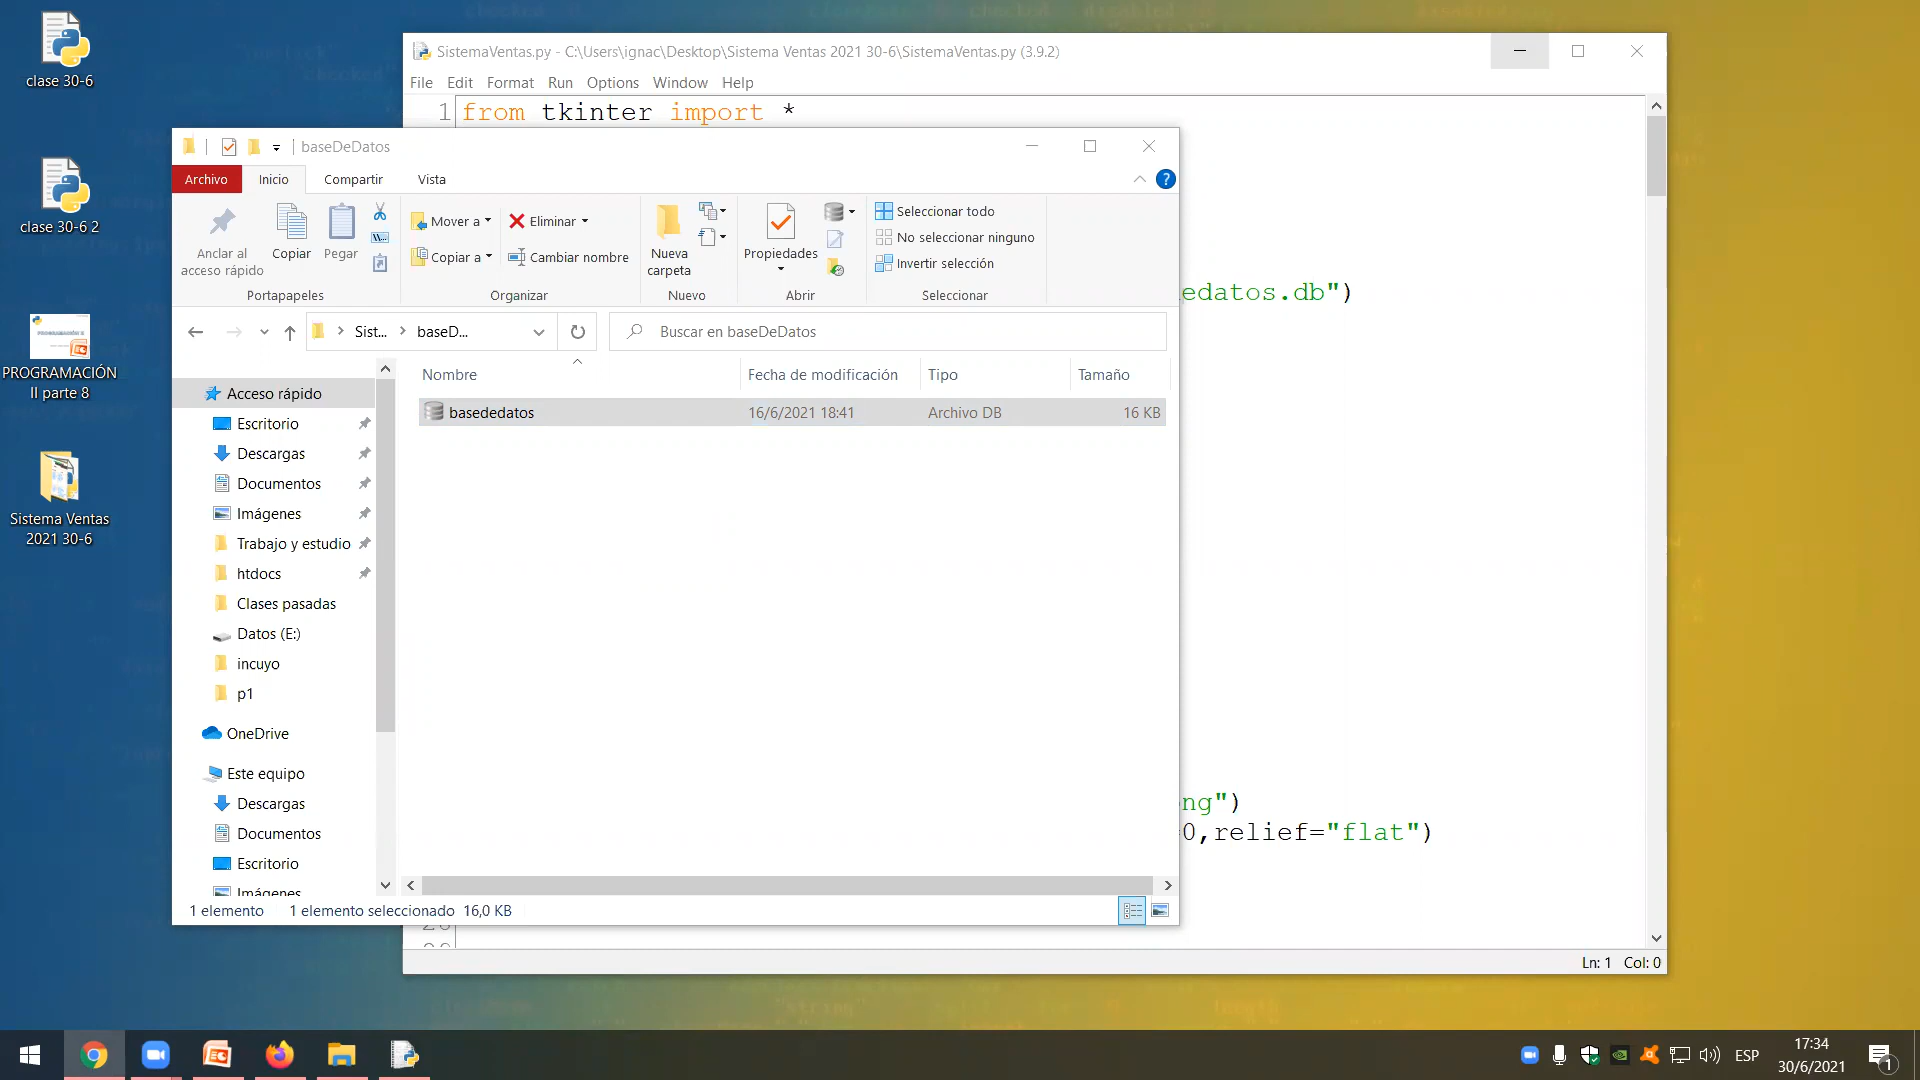 clase 30-6
clase 30-6 2
PROGRAMACIÓN
II parte 8
Sistema Ventas
2021 30-6
SistemaVentas.py - C:\Users\ignac\Desktop\Sistema Ventas 2021 30-6\SistemaVentas.py (3.9.2)
File Edit Format Run Options Window Help
1 from tkinter import *
edatos.db")
ng")
0,relief="flat")
Ln: 1 Col: 0
baseDeDatos
Archivo Inicio Compartir Vista
Anclar al
acceso rápido
Copiar
Pegar
Portapapeles
Mover a
Copiar a
Eliminar
Cambiar nombre
Organizar
Nueva
carpeta
Nuevo
Propiedades
Abrir
Seleccionar todo
No seleccionar ninguno
Invertir selección
Seleccionar
Sist... baseD...
Buscar en baseDeDatos
Nombre Fecha de modificación Tipo Tamaño
basededatos 16/6/2021 18:41 Archivo DB 16 KB
Acceso rápido
Escritorio
Descargas
Documentos
Imágenes
Trabajo y estudio
htdocs
Clases pasadas
Datos (E:)
incuyo
p1
OneDrive
Este equipo
Descargas
Documentos
Escritorio
Imágenes
1 elemento 1 elemento seleccionado 16,0 KB
ESP
17:34
30/6/2021
1